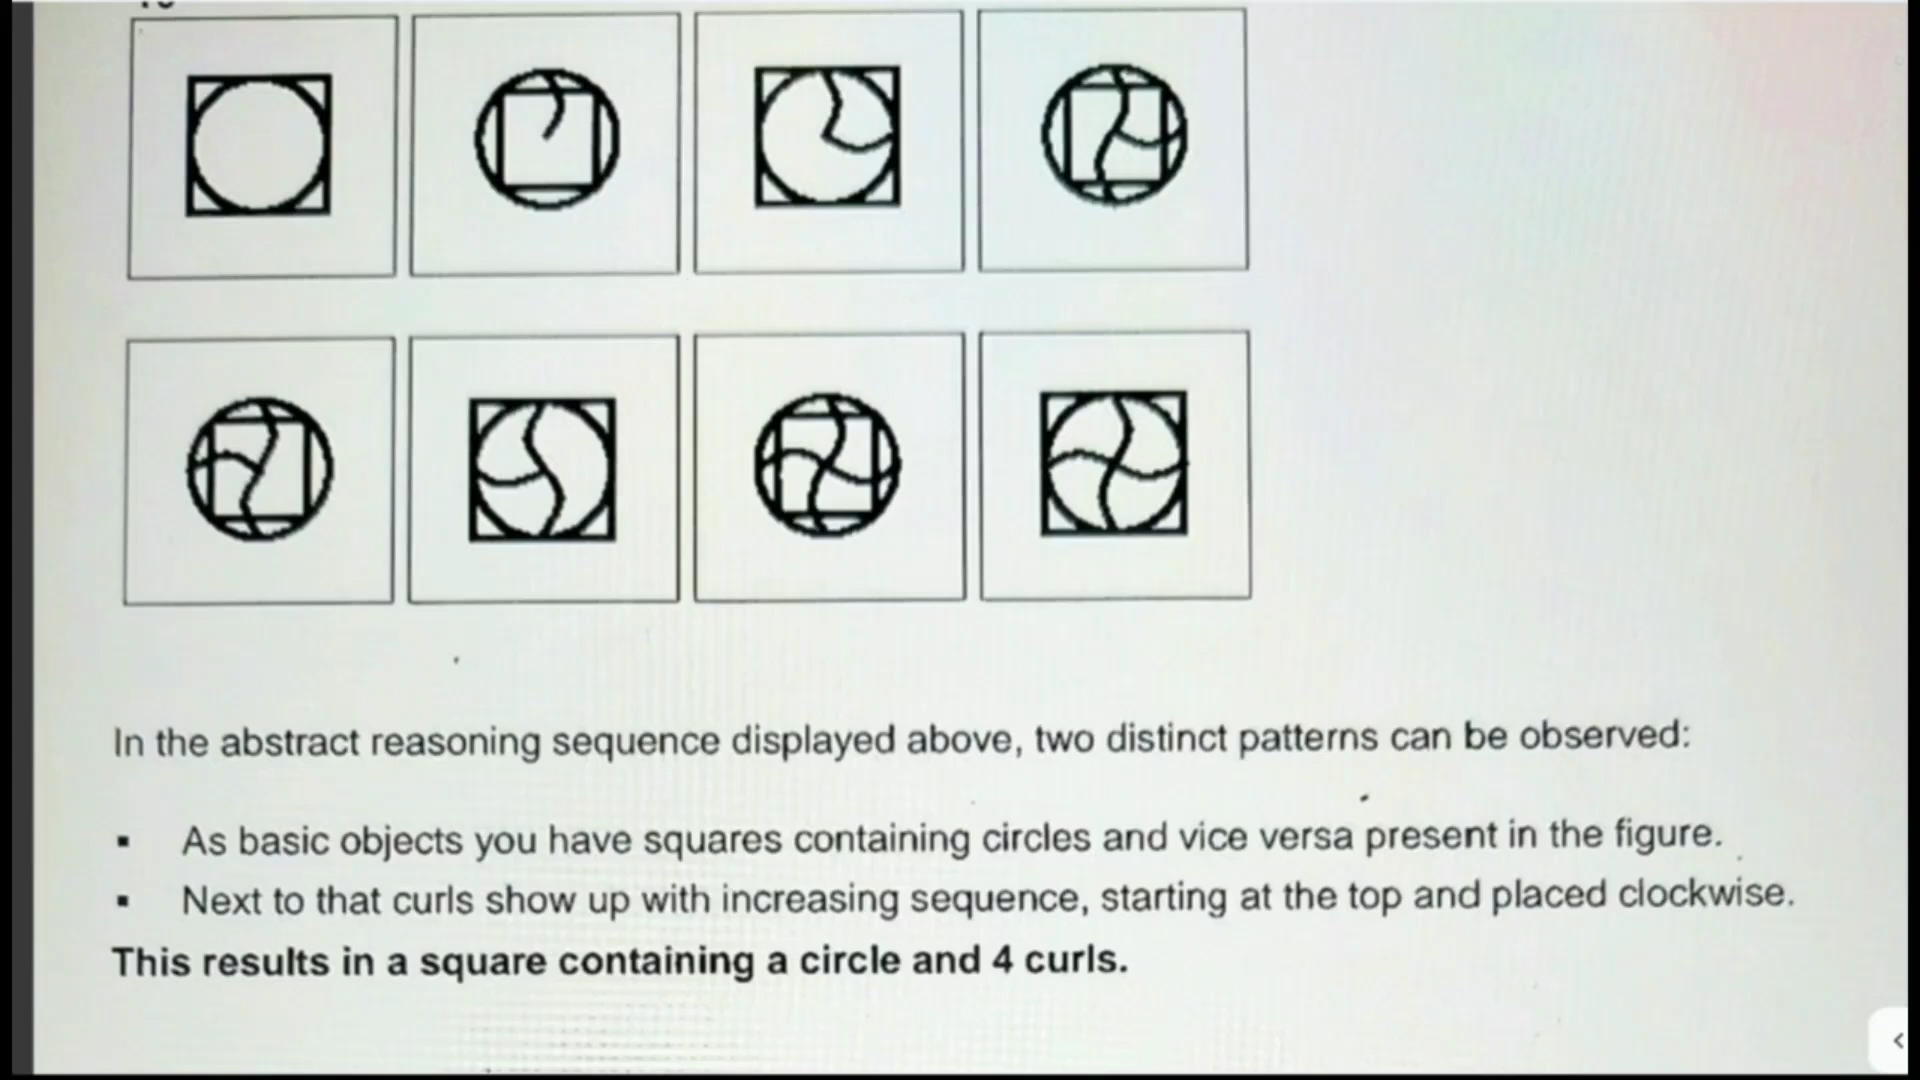 In the abstract reasoning sequence displayed above, two distinct patterns can be observed:
▪ As basic objects you have squares containing circles and vice versa present in the figure.
▪ Next to that curls show up with increasing sequence, starting at the top and placed clockwise.
This results in a square containing a circle and 4 curls.